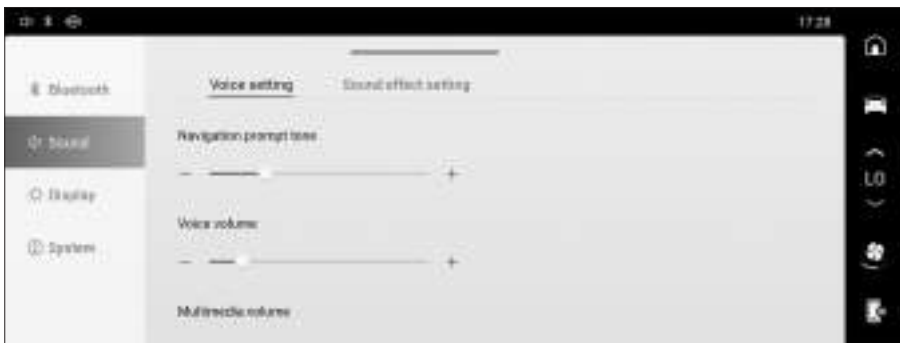 17:28
Bluetooth
Voice setting
Sound effect setting
Sound
Navigation prompt tone
- +
LO
Display
Voice volume
System
- +
Multimedia volume